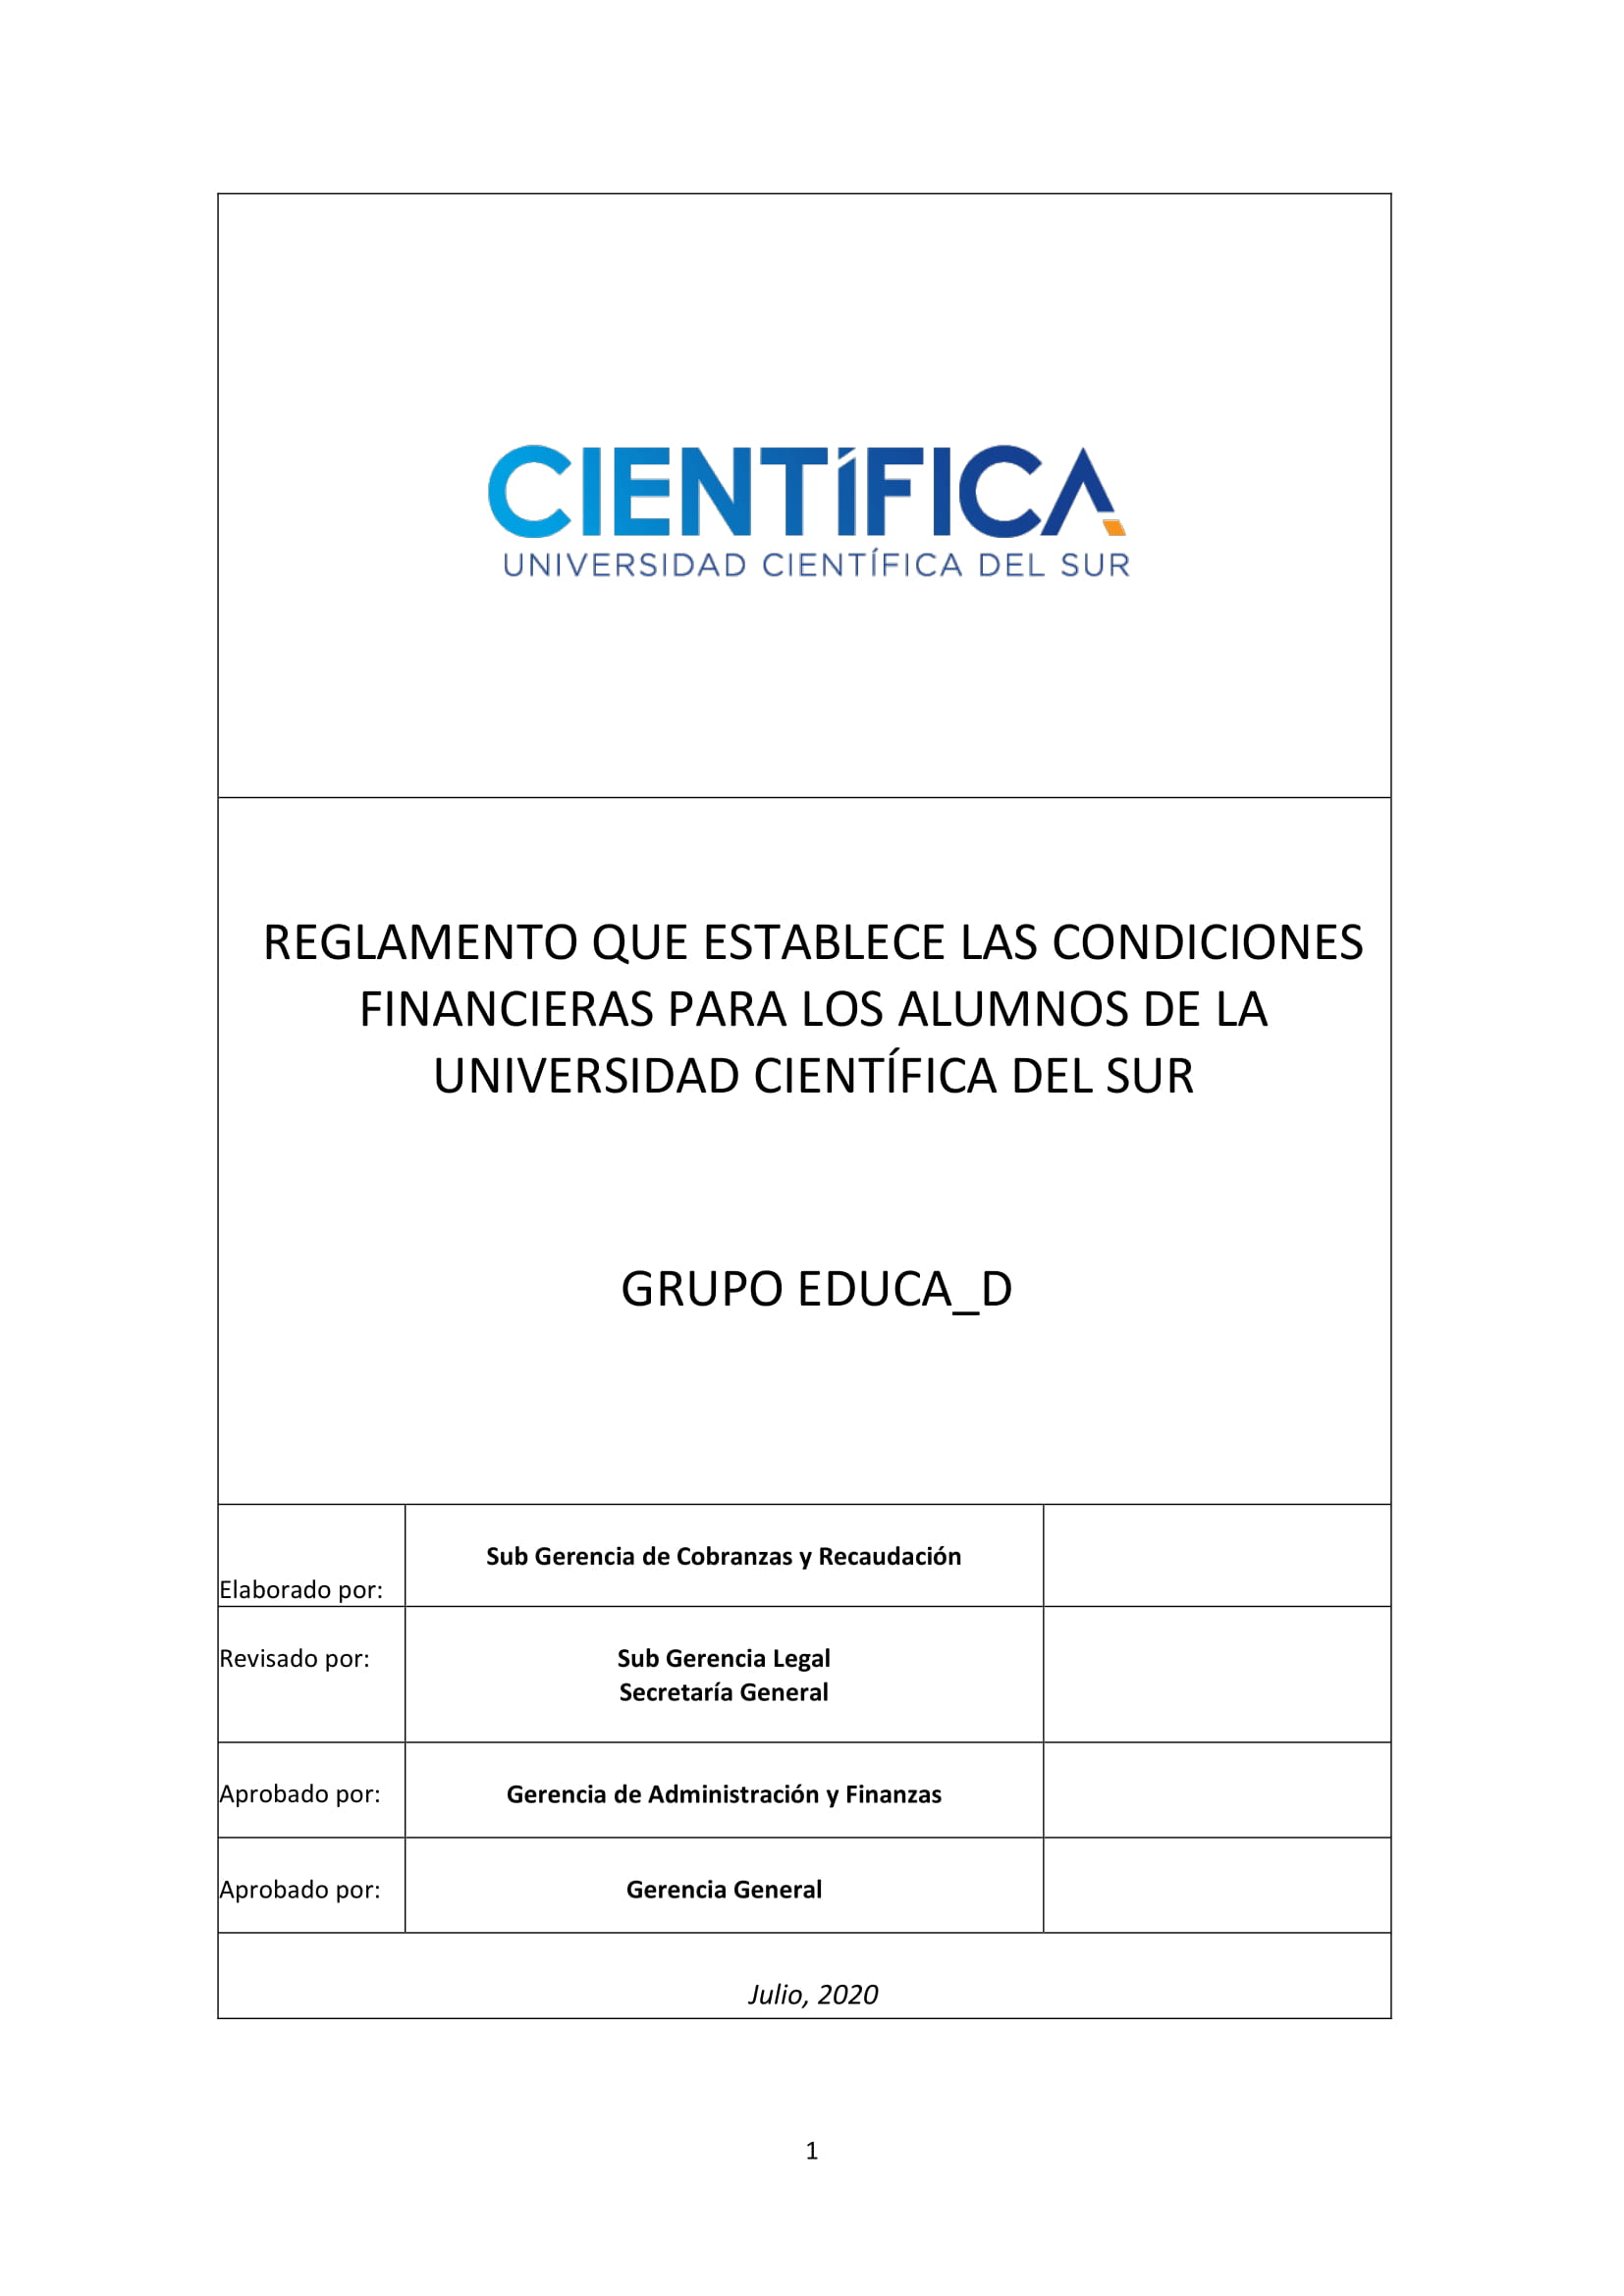 CIENTÍFICA
UNIVERSIDAD CIENTÍFICA DEL SUR
REGLAMENTO QUE ESTABLECE LAS CONDICIONES
FINANCIERAS PARA LOS ALUMNOS DE LA
UNIVERSIDAD CIENTÍFICA DEL SUR
GRUPO EDUCA_D
Sub Gerencia de Cobranzas y Recaudación
Elaborado por:
Revisado por:
Sub Gerencia Legal
Secretaría General
Aprobado por:
Gerencia de Administración y Finanzas
Aprobado por:
Gerencia General
Julio, 2020
1